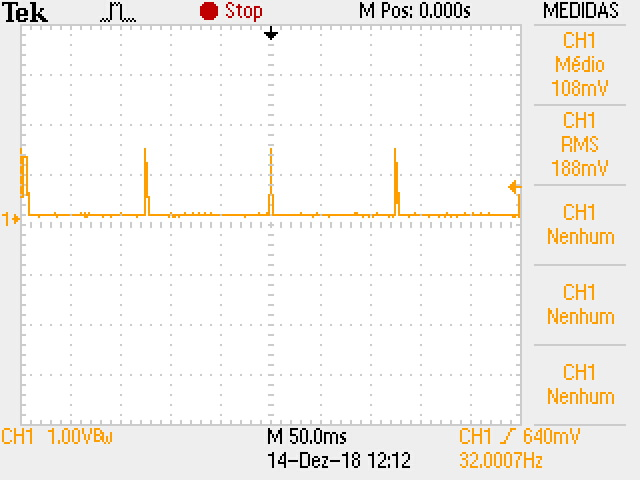 Tek Stop M Pos: 0.000s MEDIDAS
CH1
Médio
108mV
CH1
RMS
188mV
CH1
Nenhum
CH1
Nenhum
CH1
Nenhum
1
CH1 1.00VBw M 50.0ms CH1 640mV
14-Dez-18 12:12 32.0007Hz